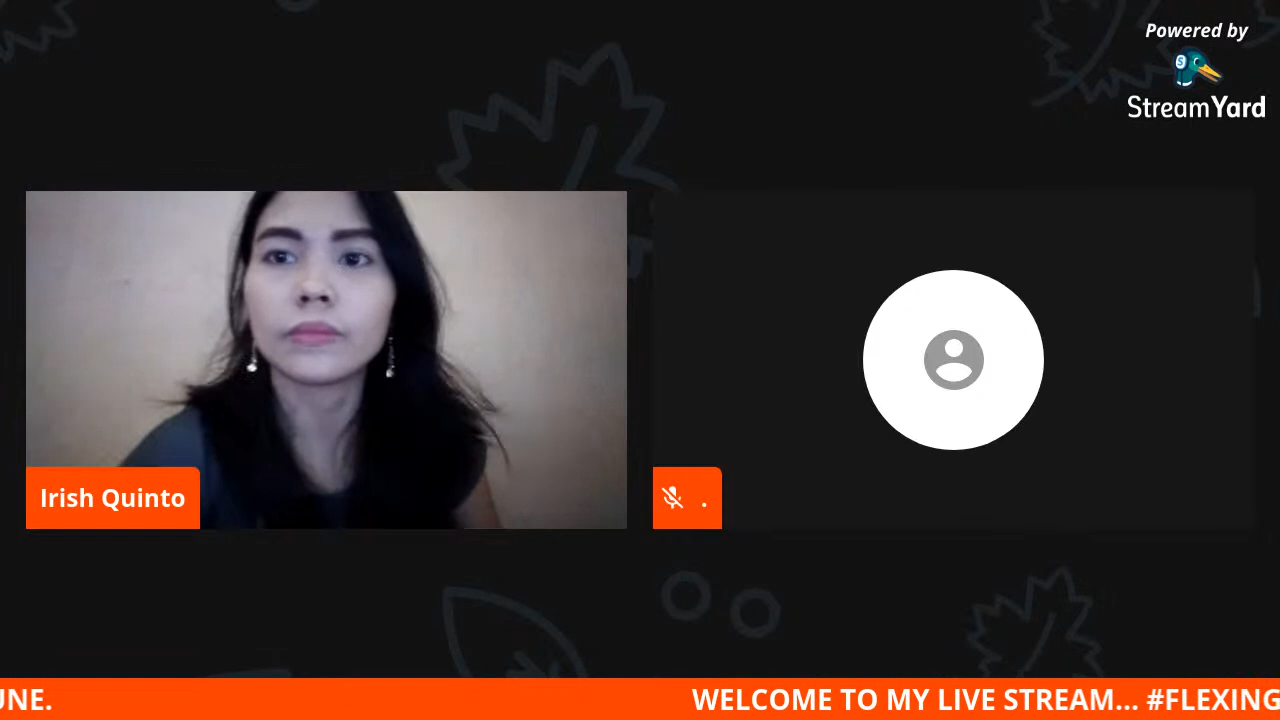 Powered by
StreamYard
Irish Quinto
.
UNE.
WELCOME TO MY LIVE STREAM... #FLEXING